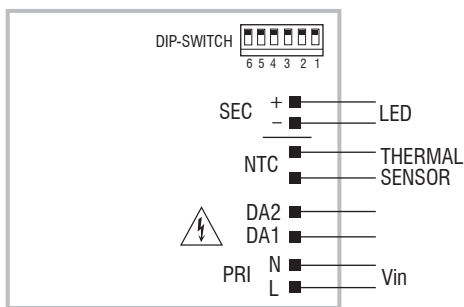 DIP-SWITCH
6 5 4 3 2 1
SEC + LED
–
NTC THERMAL
SENSOR
DA2
DA1
PRI N Vin
L